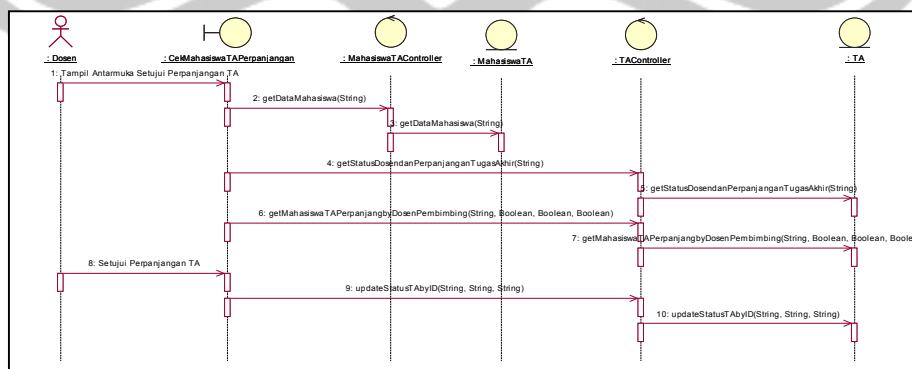 : Dosen
: CekMahasiswaTAPerpanjangan
: MahasiswaTAController
: MahasiswaTA
: TAController
: TA
1: Tampil Antarmuka Setujui Perpanjangan TA
2: getDataMahasiswa(String)
3: getDataMahasiswa(String)
4: getStatusDosendanPerpanjanganTugasAkhir(String)
5: getStatusDosendanPerpanjanganTugasAkhir(String)
6: getMahasiswaTAPerpanjangbyDosenPembimbing(String, Boolean, Boolean, Boolean)
7: getMahasiswaTAPerpanjangbyDosenPembimbing(String, Boolean, Boolean, Boole
8: Setujui Perpanjangan TA
9: updateStatusTAbyID(String, String, String)
10: updateStatusTAbyID(String, String, String)